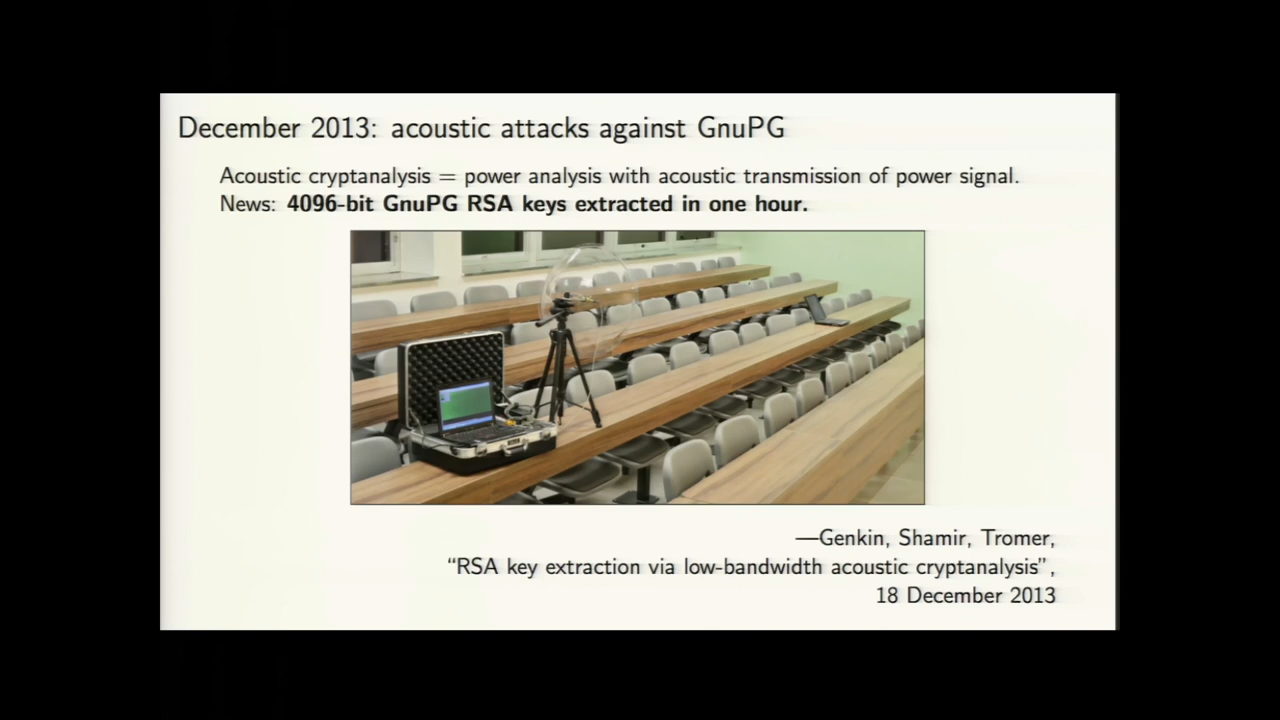 December 2013: acoustic attacks against GnuPG
Acoustic cryptanalysis = power analysis with acoustic transmission of power signal.
News: 4096-bit GnuPG RSA keys extracted in one hour.
—Genkin, Shamir, Tromer,
“RSA key extraction via low-bandwidth acoustic cryptanalysis”,
18 December 2013